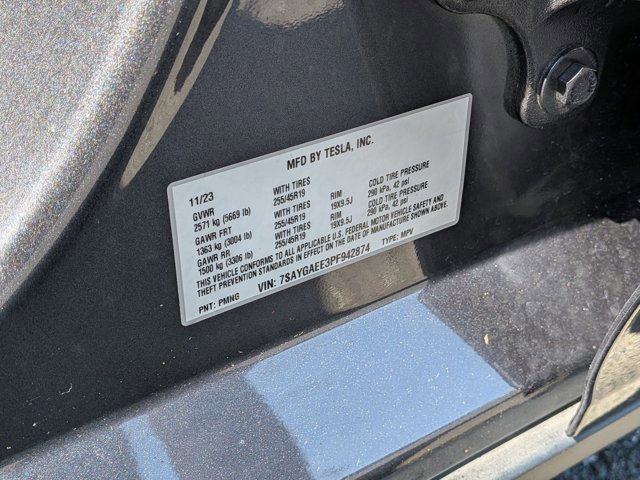 MFD BY TESLA, INC.
11/23
GVWR WITH TIRES RIM COLD TIRE PRESSURE
2571 kg (5669 lb) 255/45R19 19X9.5J 290 kPa, 42 psi
GAWR FRT WITH TIRES RIM COLD TIRE PRESSURE
1363 kg (3004 lb) 255/45R19 19X9.5J 290 kPa, 42 psi
GAWR RR WITH TIRES
1500 kg (3306 lb) 255/45R19
THIS VEHICLE CONFORMS TO ALL APPLICABLE U.S. FEDERAL MOTOR VEHICLE SAFETY AND
THEFT PREVENTION STANDARDS IN EFFECT ON THE DATE OF MANUFACTURE SHOWN ABOVE.
PNT: PMNG VIN: 7SAYGAEE3PF942874 TYPE: MPV